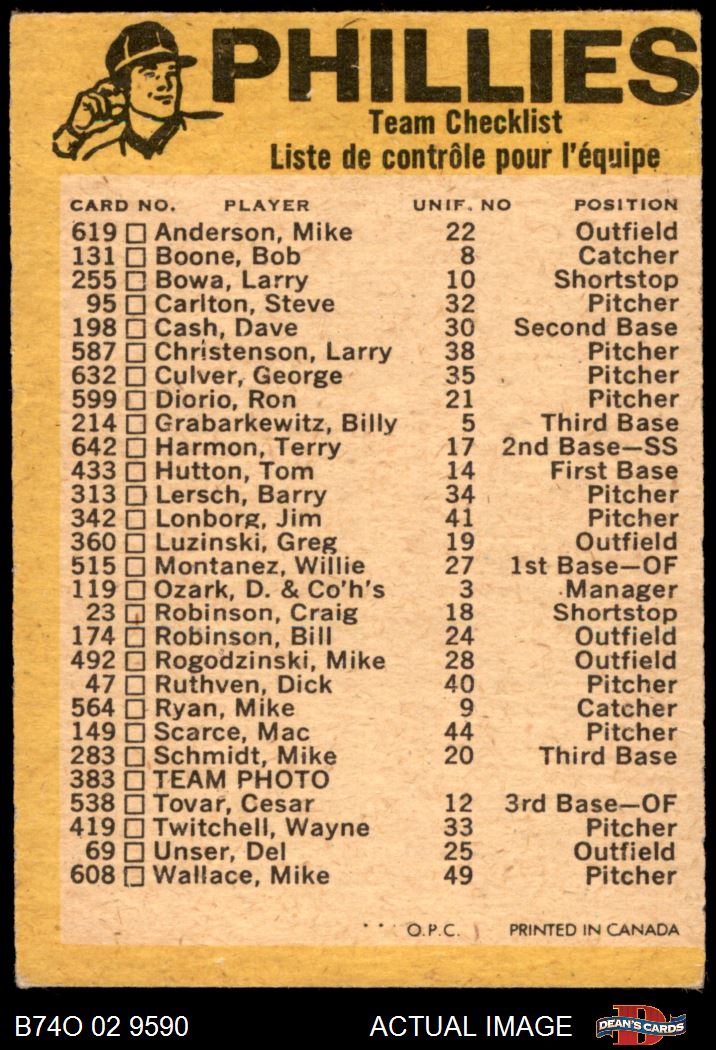 PHILLIES
Team Checklist
Liste de contrôle pour l'équipe
CARD NO. PLAYER UNIF. NO POSITION
619 Anderson, Mike 22 Outfield
131 Boone, Bob 8 Catcher
255 Bowa, Larry 10 Shortstop
95 Carlton, Steve 32 Pitcher
198 Cash, Dave 30 Second Base
587 Christenson, Larry 38 Pitcher
632 Culver, George 35 Pitcher
599 Diorio, Ron 21 Pitcher
214 Grabarkewitz, Billy 5 Third Base
642 Harmon, Terry 17 2nd Base—SS
433 Hutton, Tom 14 First Base
313 Lersch, Barry 34 Pitcher
342 Lonborg, Jim 41 Pitcher
360 Luzinski, Greg 19 Outfield
515 Montanez, Willie 27 1st Base—OF
119 Ozark, D. & Co'h's 3 Manager
23 Robinson, Craig 18 Shortstop
174 Robinson, Bill 24 Outfield
492 Rogodzinski, Mike 28 Outfield
47 Ruthven, Dick 40 Pitcher
564 Ryan, Mike 9 Catcher
149 Scarce, Mac 44 Pitcher
283 Schmidt, Mike 20 Third Base
383 TEAM PHOTO
538 Tovar, Cesar 12 3rd Base—OF
419 Twitchell, Wayne 33 Pitcher
69 Unser, Del 25 Outfield
608 Wallace, Mike 49 Pitcher
* * * O.P.C. PRINTED IN CANADA
B74O 02 9590 ACTUAL IMAGE D DEAN'S CARDS